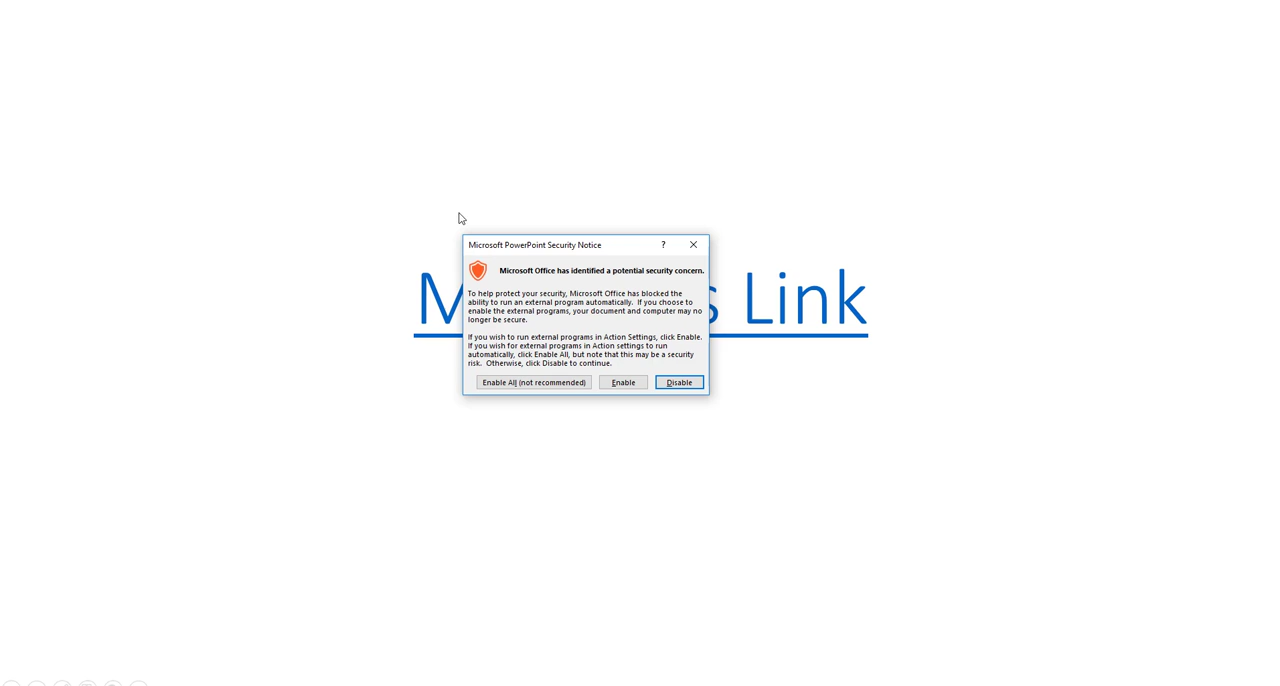 Microsoft PowerPoint Security Notice
?
Microsoft Office has identified a potential security concern.
To help protect your security, Microsoft Office has blocked the
ability to run an external program automatically. If you choose to
enable the external programs, your document and computer may no
longer be secure.
If you wish to run external programs in Action Settings, click Enable.
If you wish for external programs in Action settings to run
automatically, click Enable All, but note that this may be a security
risk. Otherwise, click Disable to continue.
Enable All (not recommended)
Enable
Disable
Link